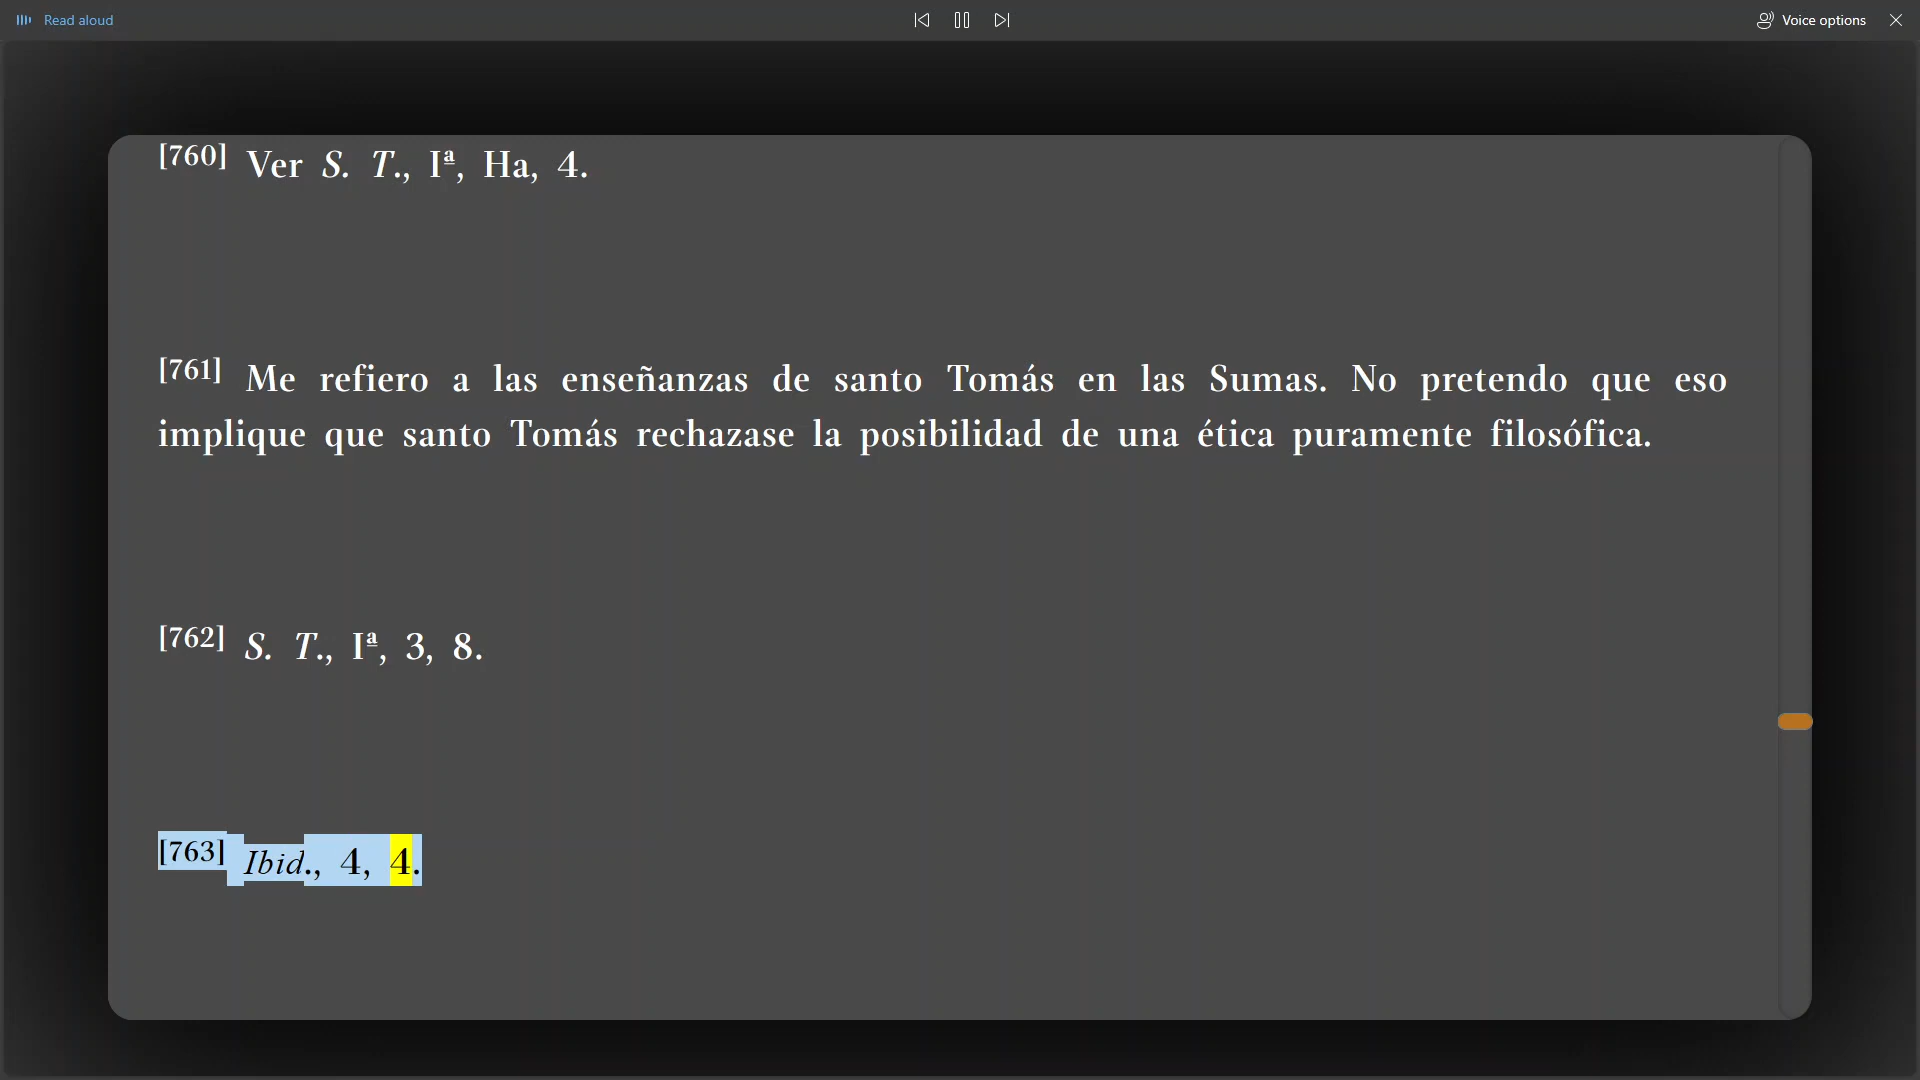 Read aloud
Voice options
[760] Ver S. T., Iª, Ha, 4.
[761] Me refiero a las enseñanzas de santo Tomás en las Sumas. No pretendo que eso
implique que santo Tomás rechazase la posibilidad de una ética puramente filosófica.
[762] S. T., Iª, 3, 8.
[763] Ibid., 4, 4.